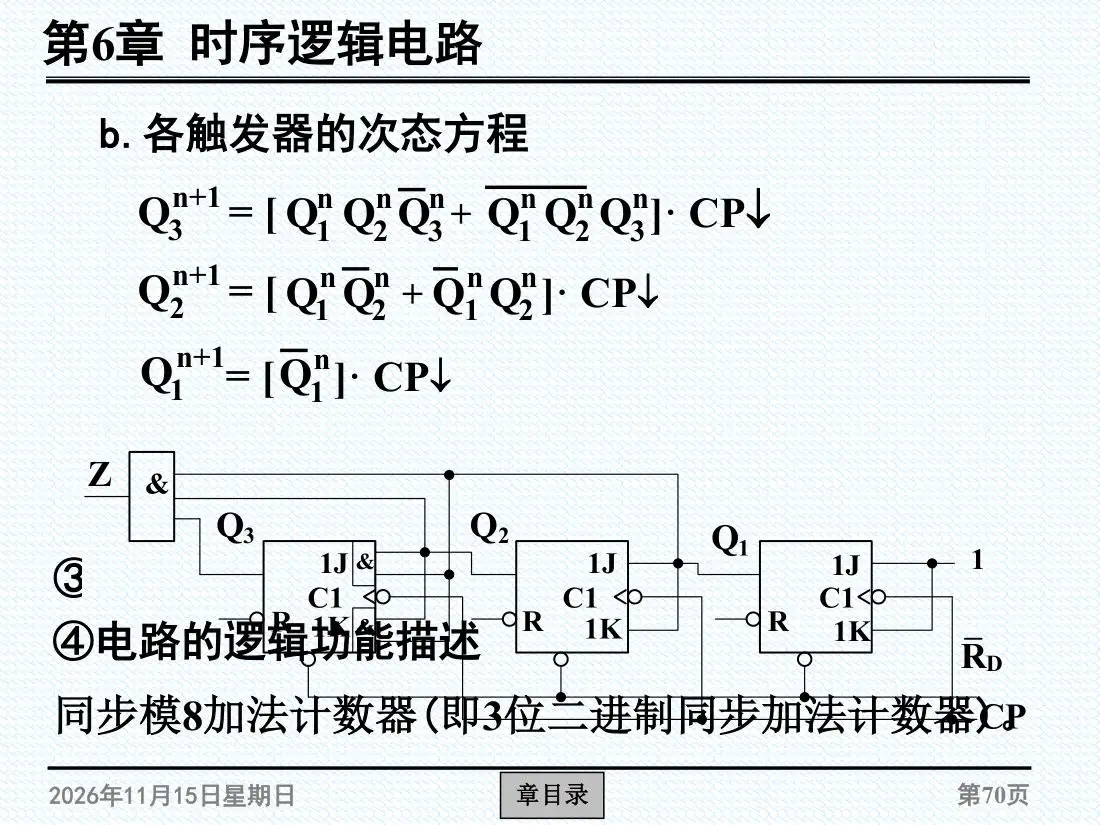 第6章 时序逻辑电路
b.各触发器的次态方程
Q₃ⁿ⁺¹ = [ Q₁ⁿ Q₂ⁿ Q̅₃ⁿ + Q̅₁ⁿ Q̅₂ⁿ Q₃ⁿ]· CP↓
Q₂ⁿ⁺¹ = [ Q₁ⁿ Q̅₂ⁿ + Q̅₁ⁿ Q₂ⁿ ]· CP↓
Q₁ⁿ⁺¹ = [Q̅₁ⁿ ]· CP↓
Z &
Q₃ Q₂ Q₁
1J & 1J 1J 1
C1 C1 C1
R 1K & R 1K R 1K
R̅D
③
④电路的逻辑功能描述
同步模8加法计数器(即3位二进制同步加法计数器)。
CP
2026年11月15日星期日
章目录
第70页